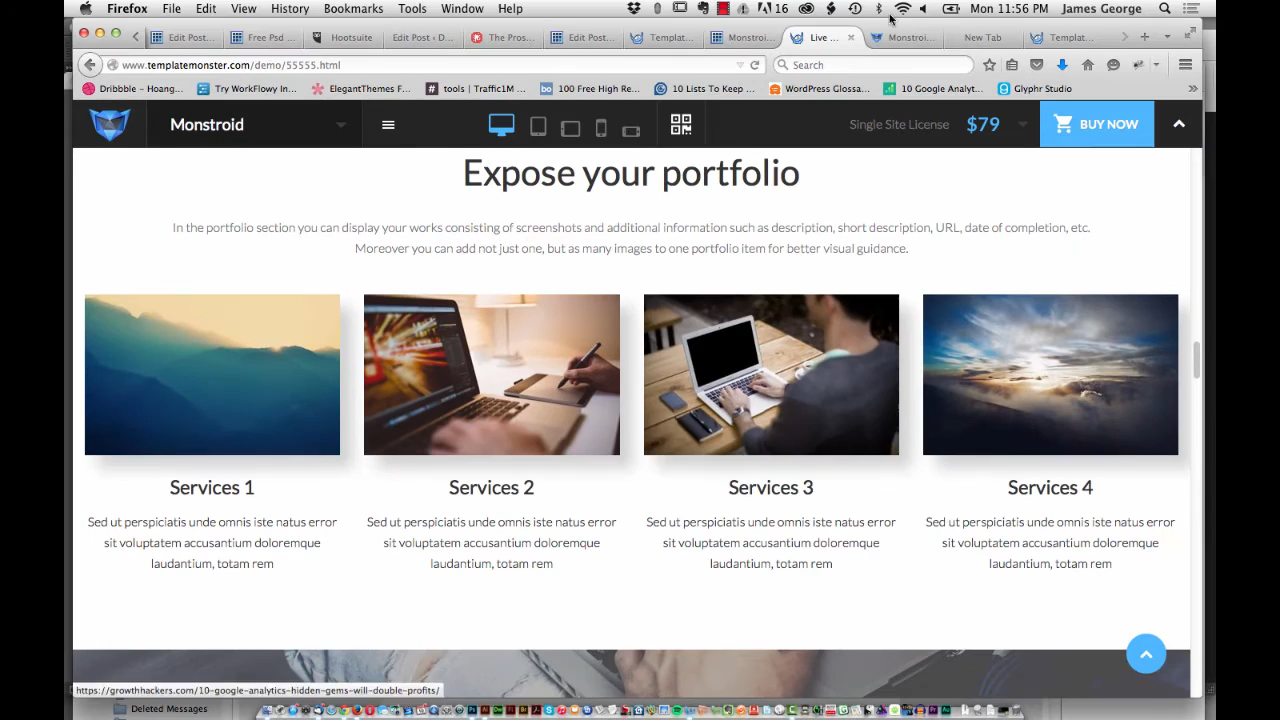 Firefox File Edit View History Bookmarks Tools Window Help 16 Mon 11:56 PM James George
Edit Post... Free Psd ... Hootsuite Edit Post ‹ D... The Pros... Edit Post... Templat... Monstroi... Live ... Monstroi... New Tab Templat...
www.templatemonster.com/demo/55555.html Search
Dribbble – Hoang... Try WorkFlowy In... ElegantThemes F... tools | Traffic1M ... 100 Free High Re... 10 Lists To Keep ... WordPress Glossa... 10 Google Analyt... Glyphr Studio
Monstroid Single Site License $79 BUY NOW
Expose your portfolio
In the portfolio section you can display your works consisting of screenshots and additional information such as description, short description, URL, date of completion, etc.
Moreover you can add not just one, but as many images to one portfolio item for better visual guidance.
Services 1 Services 2 Services 3 Services 4
Sed ut perspiciatis unde omnis iste natus error Sed ut perspiciatis unde omnis iste natus error Sed ut perspiciatis unde omnis iste natus error Sed ut perspiciatis unde omnis iste natus error
sit voluptatem accusantium doloremque sit voluptatem accusantium doloremque sit voluptatem accusantium doloremque sit voluptatem accusantium doloremque
laudantium, totam rem laudantium, totam rem laudantium, totam rem laudantium, totam rem
https://growthhackers.com/10-google-analytics-hidden-gems-will-double-profits/
Deleted Messages